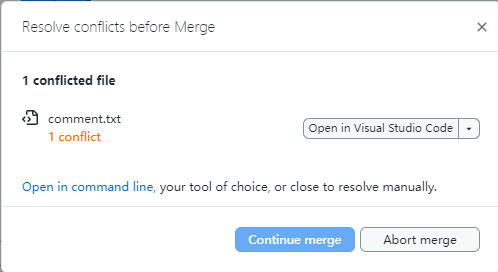 Resolve conflicts before Merge
1 conflicted file
comment.txt
1 conflict
Open in Visual Studio Code
Open in command line, your tool of choice, or close to resolve manually.
Continue merge
Abort merge